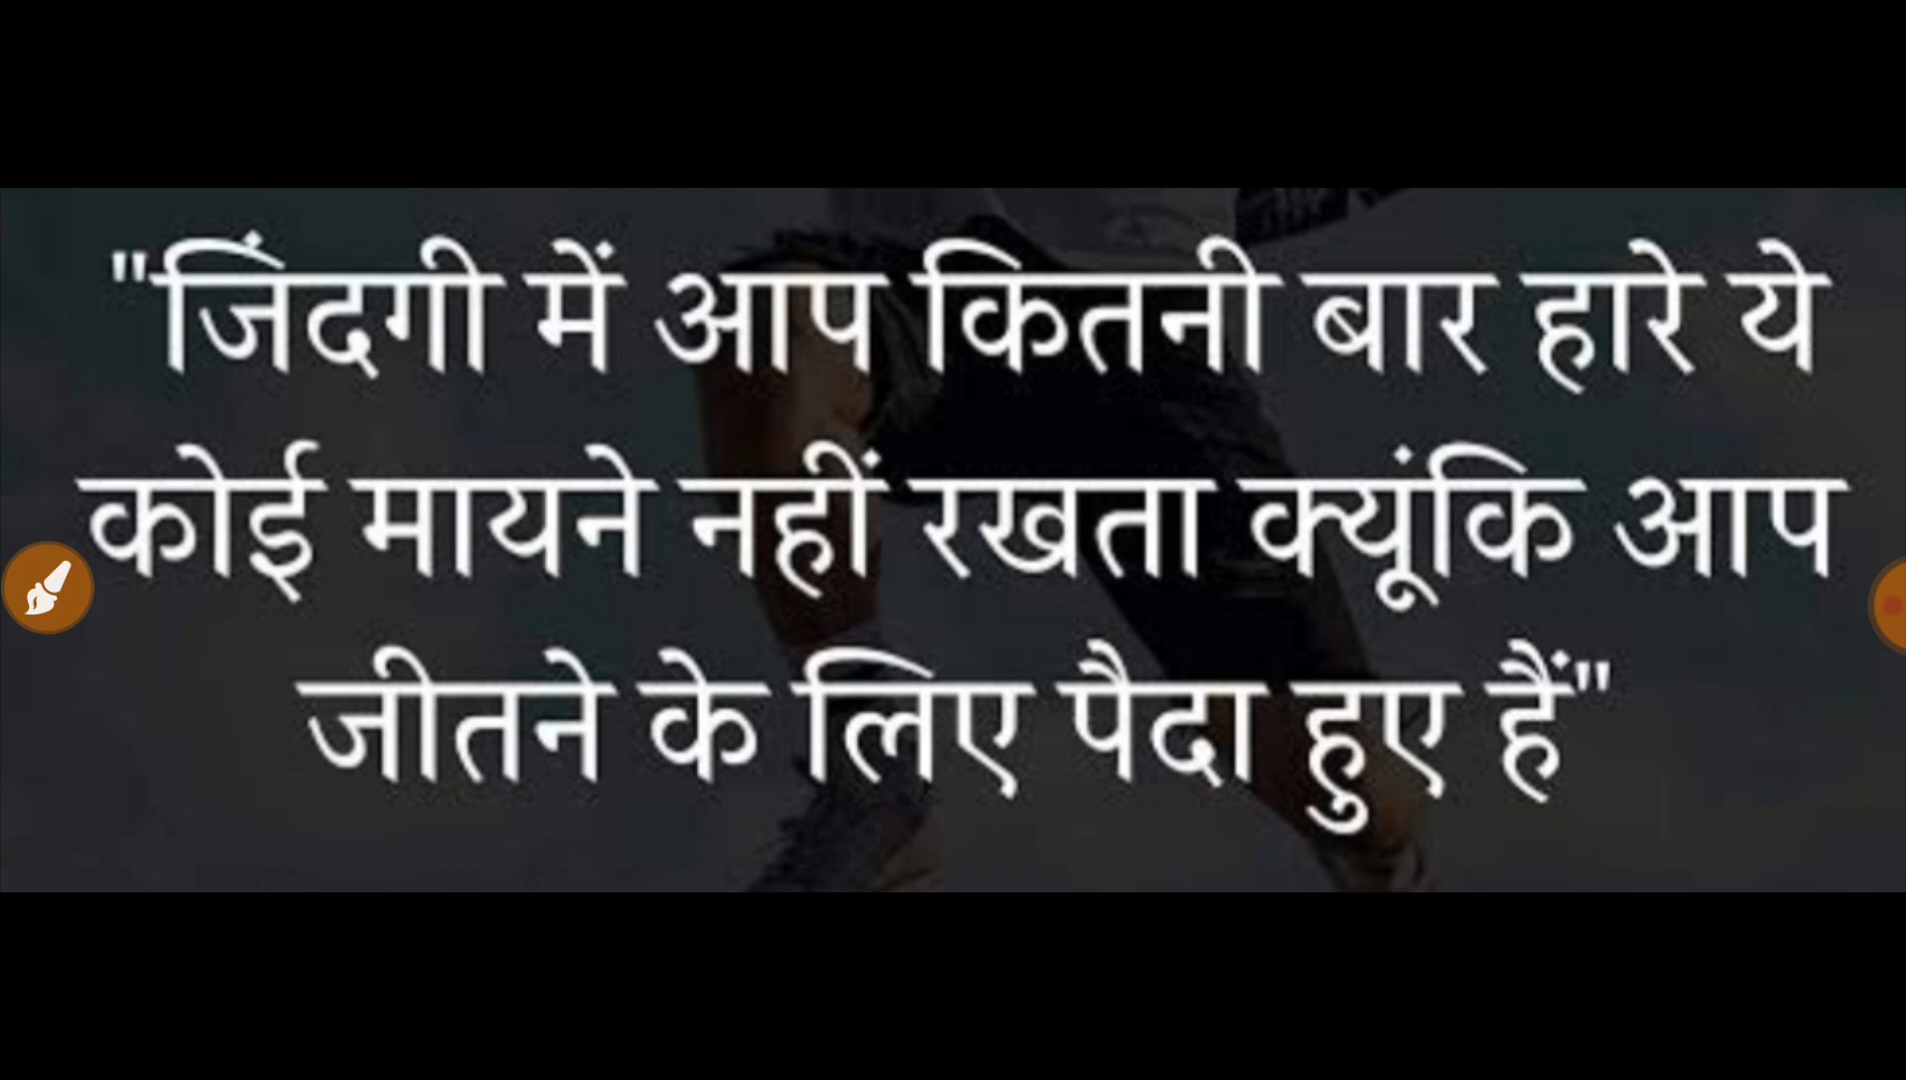 "जिंदगी में आप कितनी बार हारे ये
कोई मायने नहीं रखता क्यूंकि आप
जीतने के लिए पैदा हुए हैं"